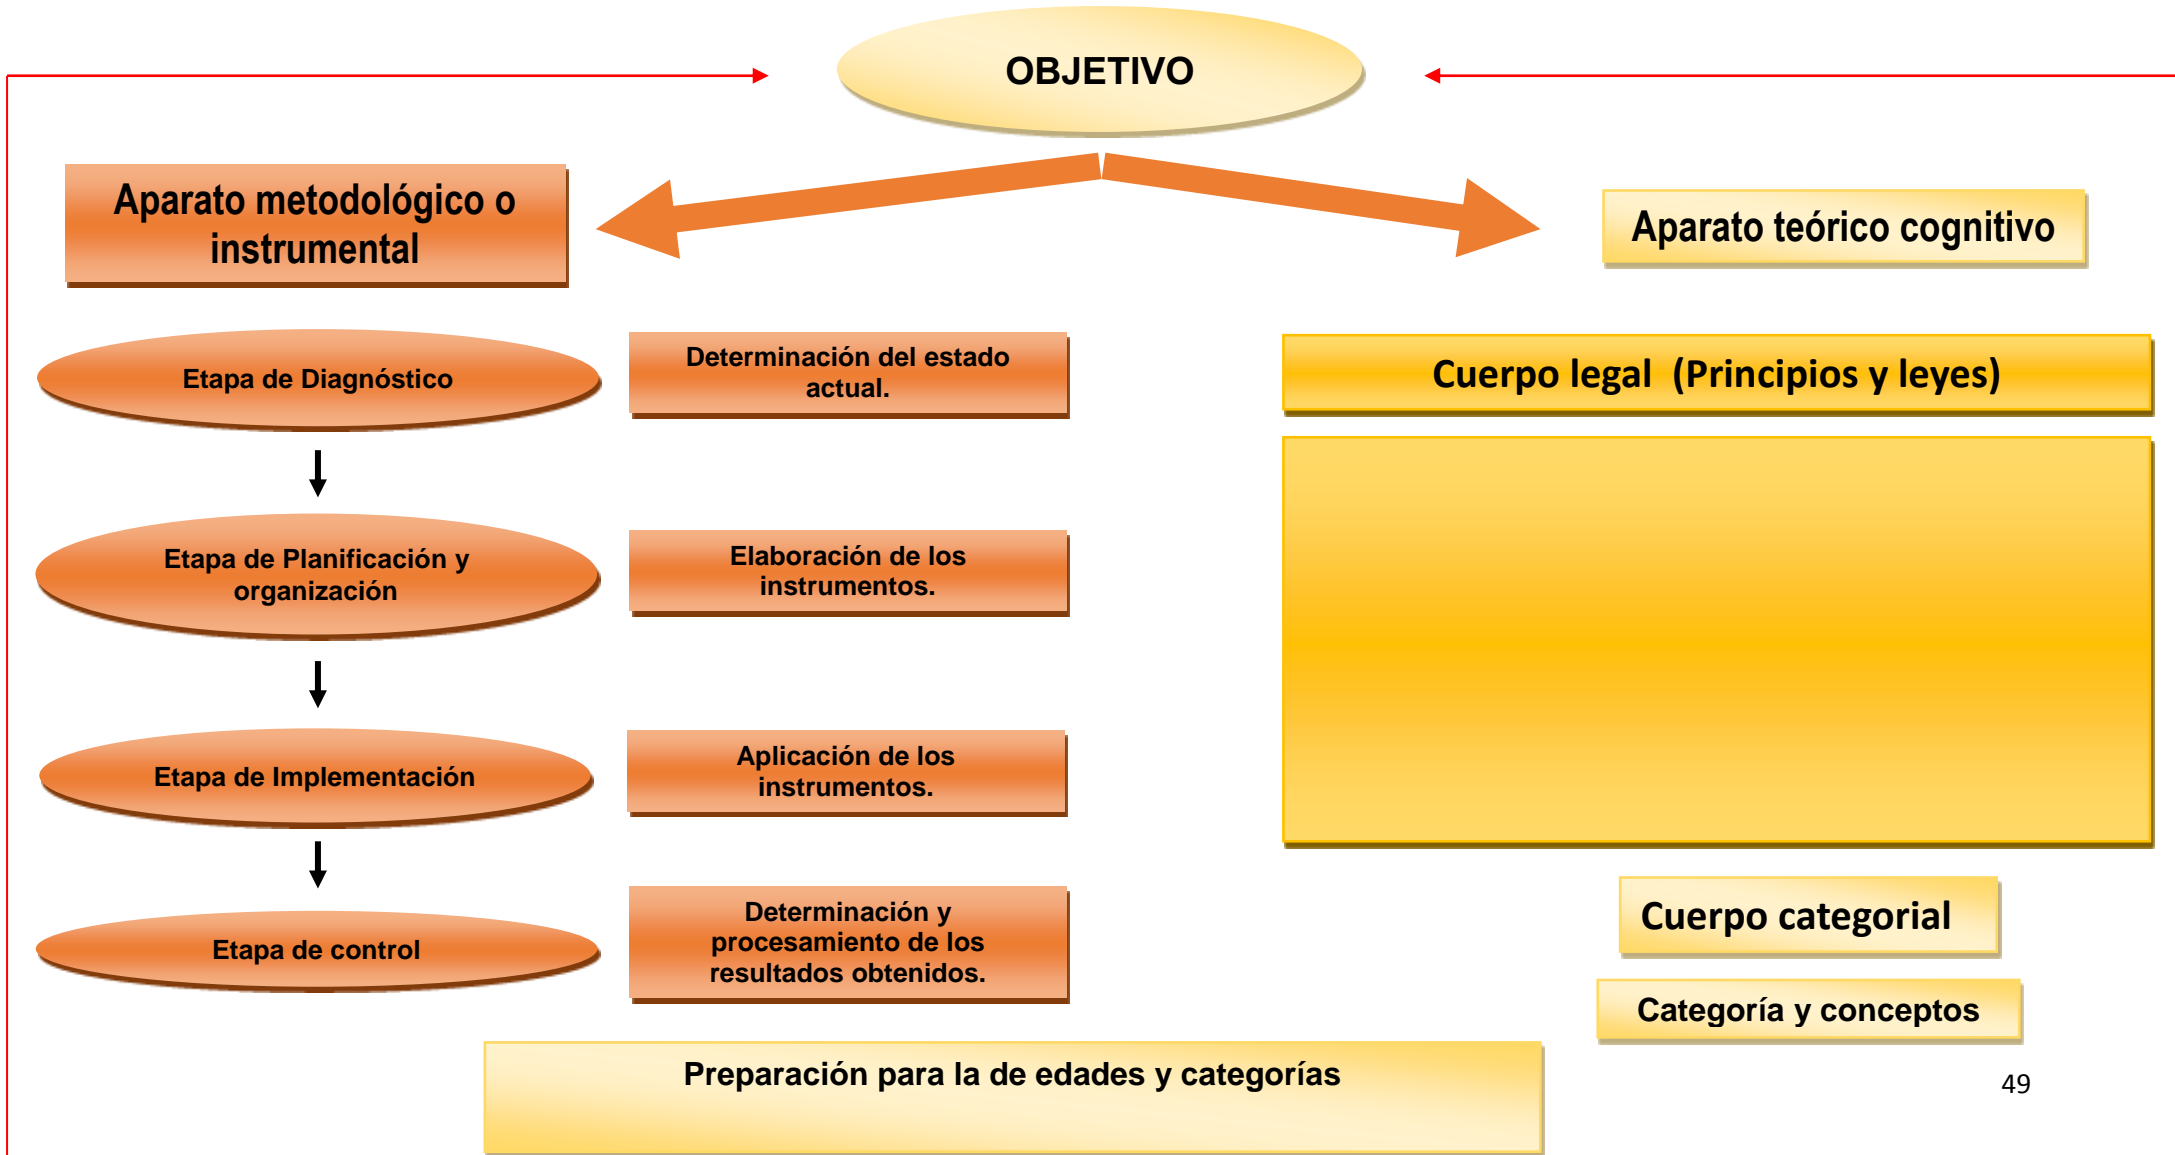 OBJETIVO
Aparato metodológico o
instrumental
Aparato teórico cognitivo
Etapa de Diagnóstico
Determinación del estado
actual.
Cuerpo legal  (Principios y leyes)
Etapa de Planificación y
organización
Elaboración de los
instrumentos.
Etapa de Implementación
Aplicación de los
instrumentos.
Etapa de control
Determinación y
procesamiento de los
resultados obtenidos.
Cuerpo categorial
Categoría y conceptos
Preparación para la de edades y categorías
49